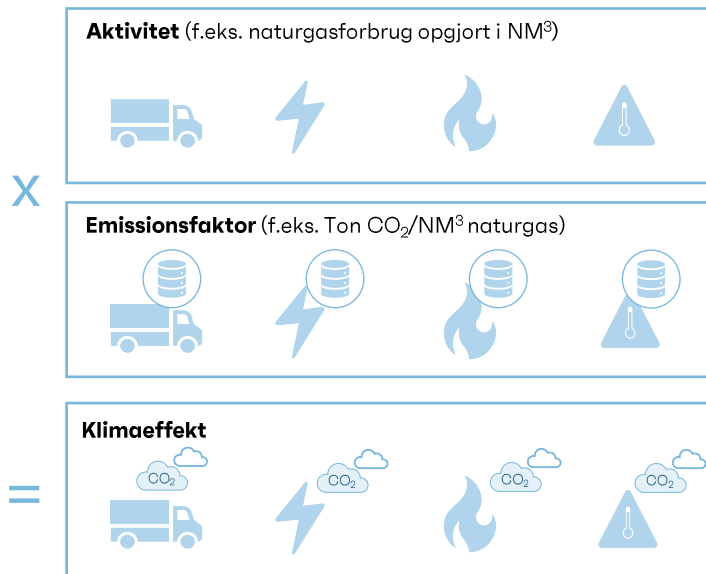 Aktivitet (f.eks. naturgasforbrug opgjort i NM³)
x
Emissionsfaktor (f.eks. Ton CO₂/NM³ naturgas)
Klimaeffekt
CO₂ CO₂ CO₂ CO₂
=